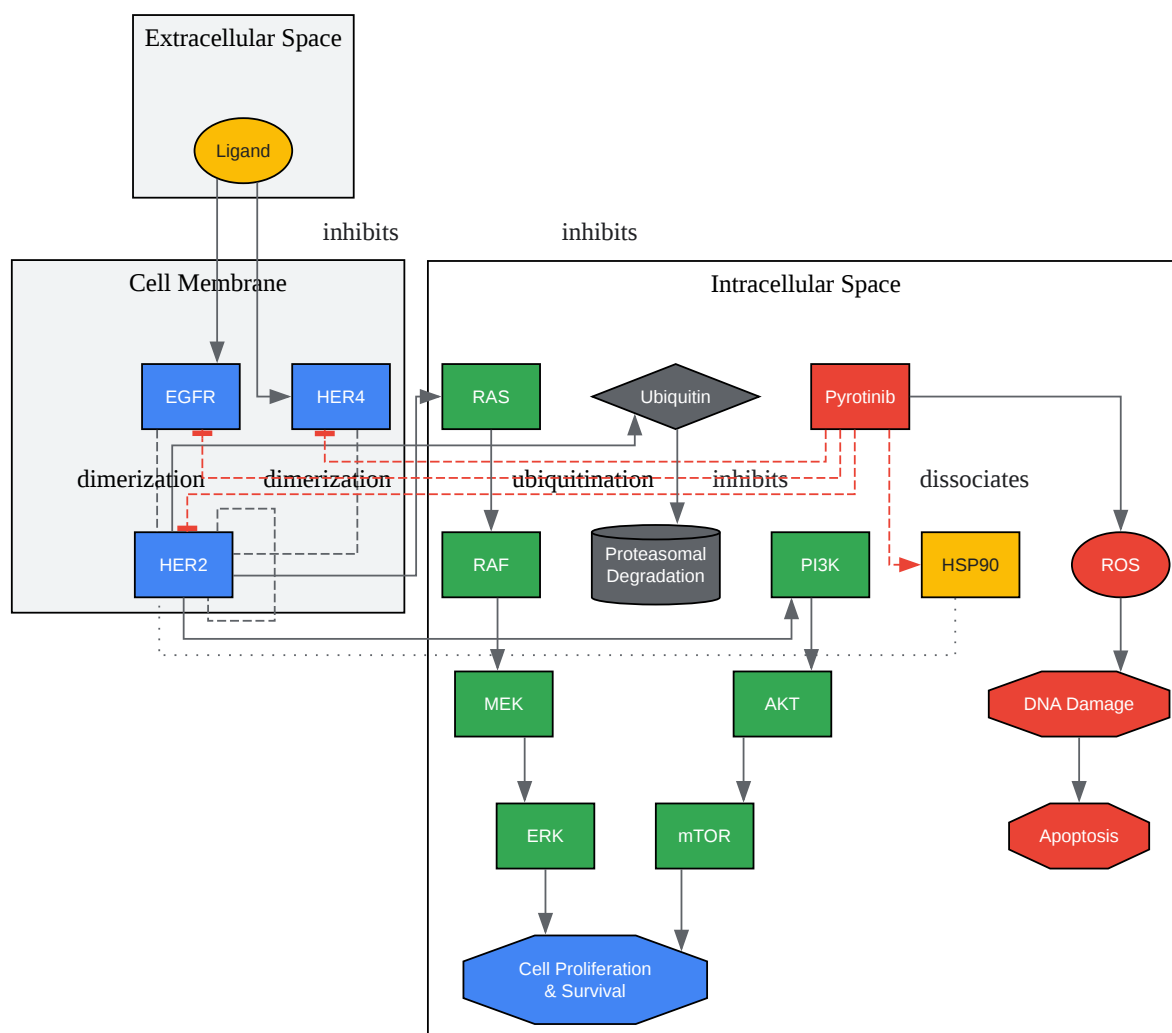 Extracellular Space
Ligand
inhibits
inhibits
Cell Membrane
Intracellular Space
EGFR
HER4
RAS
Ubiquitin
Pyrotinib
dimerization
dimerization
ubiquitination
inhibits
dissociates
HER2
RAF
Proteasomal
Degradation
PI3K
HSP90
ROS
MEK
AKT
DNA Damage
ERK
mTOR
Apoptosis
Cell Proliferation
& Survival